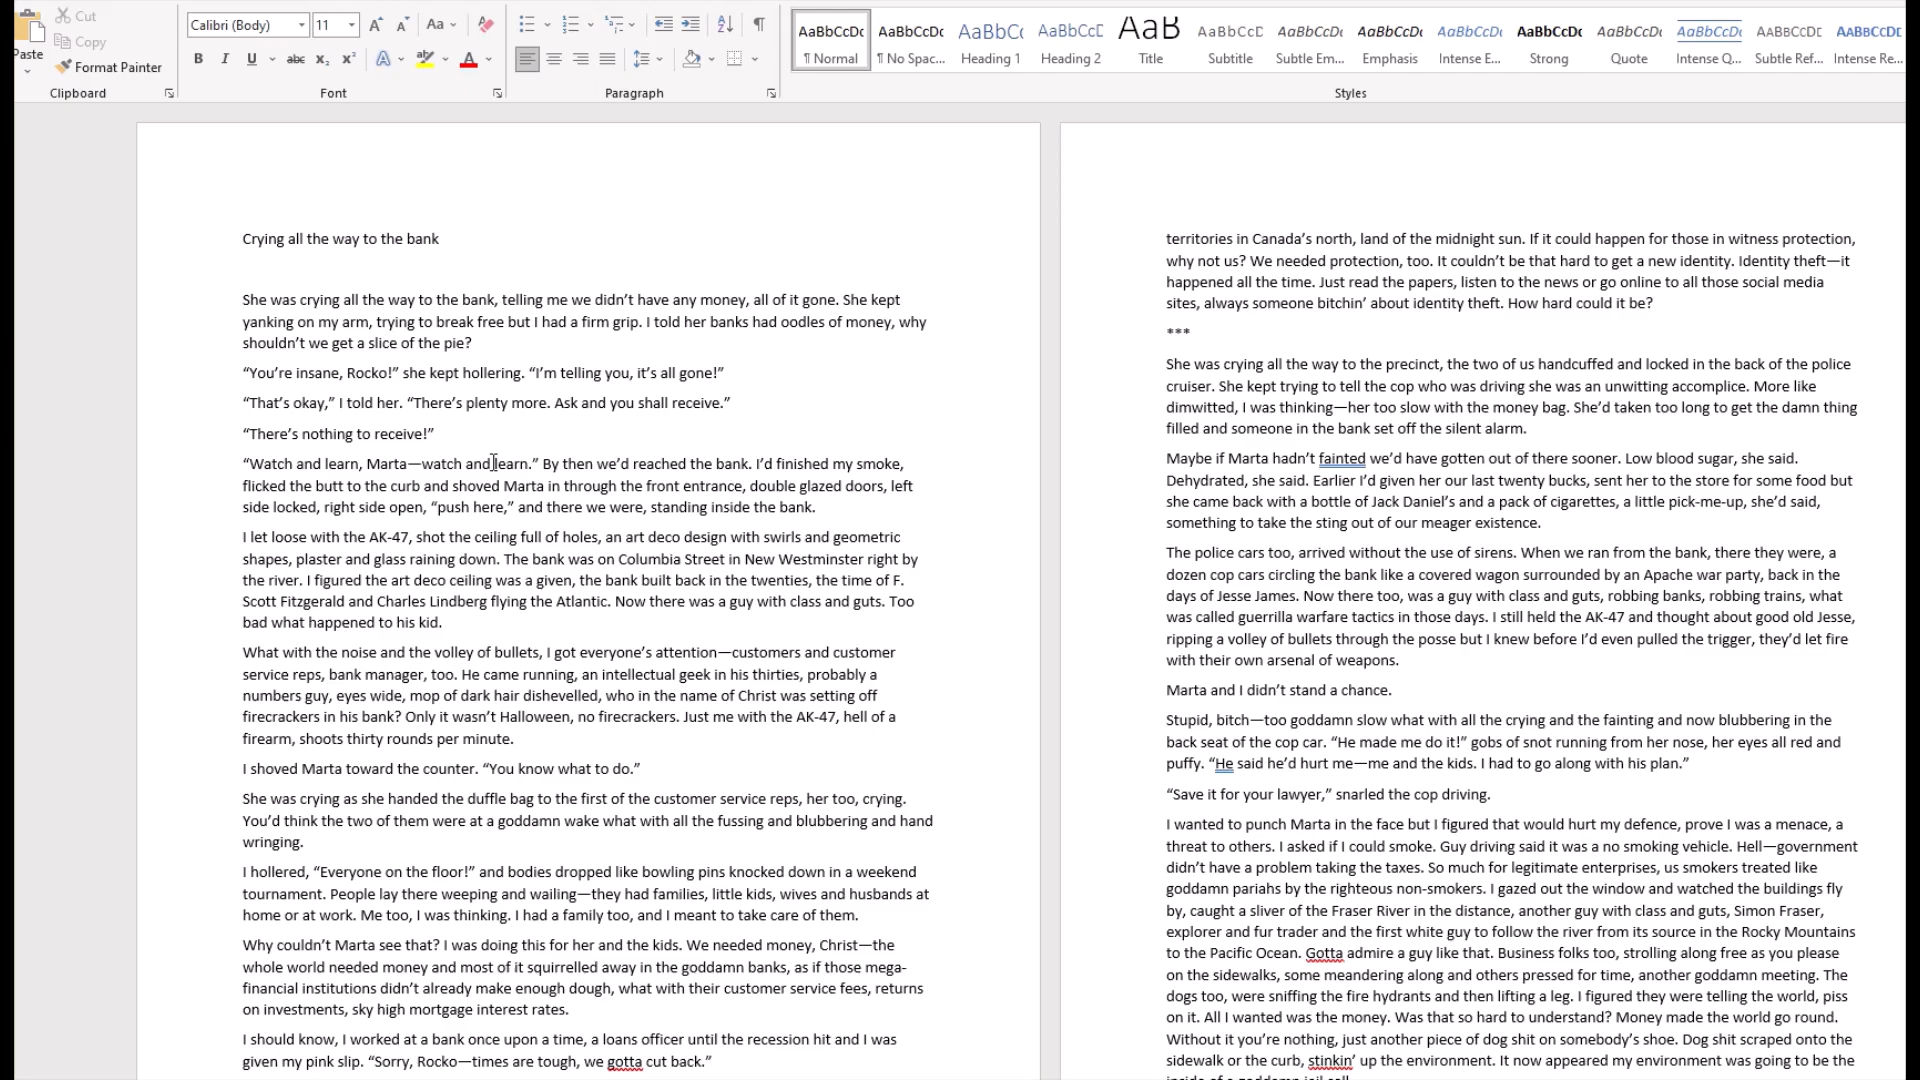 Cut
Copy
Paste
Format Painter
Clipboard
Calibri (Body)
11
Aa
B I U abc x₂ x² A A
Font
Paragraph
AaBbCcDc AaBbCcDc AaBbCc AaBbCcD AaB AaBbCcD AaBbCcDc AaBbCcDc AaBbCcDc AaBbCcDc AaBbCcDc AaBbCcDc AABBCCDC AABBCCDC
¶ Normal ¶ No Spac... Heading 1 Heading 2 Title Subtitle Subtle Em... Emphasis Intense E... Strong Quote Intense Q... Subtle Ref... Intense Re...
Styles
Crying all the way to the bank
She was crying all the way to the bank, telling me we didn’t have any money, all of it gone. She kept
yanking on my arm, trying to break free but I had a firm grip. I told her banks had oodles of money, why
shouldn’t we get a slice of the pie?
“You’re insane, Rocko!” she kept hollering. “I’m telling you, it’s all gone!”
“That’s okay,” I told her. “There’s plenty more. Ask and you shall receive.”
“There’s nothing to receive!”
“Watch and learn, Marta—watch and learn.” By then we’d reached the bank. I’d finished my smoke,
flicked the butt to the curb and shoved Marta in through the front entrance, double glazed doors, left
side locked, right side open, “push here,” and there we were, standing inside the bank.
I let loose with the AK-47, shot the ceiling full of holes, an art deco design with swirls and geometric
shapes, plaster and glass raining down. The bank was on Columbia Street in New Westminster right by
the river. I figured the art deco ceiling was a given, the bank built back in the twenties, the time of F.
Scott Fitzgerald and Charles Lindberg flying the Atlantic. Now there was a guy with class and guts. Too
bad what happened to his kid.
What with the noise and the volley of bullets, I got everyone’s attention—customers and customer
service reps, bank manager, too. He came running, an intellectual geek in his thirties, probably a
numbers guy, eyes wide, mop of dark hair dishevelled, who in the name of Christ was setting off
firecrackers in his bank? Only it wasn’t Halloween, no firecrackers. Just me with the AK-47, hell of a
firearm, shoots thirty rounds per minute.
I shoved Marta toward the counter. “You know what to do.”
She was crying as she handed the duffle bag to the first of the customer service reps, her too, crying.
You’d think the two of them were at a goddamn wake what with all the fussing and blubbering and hand
wringing.
I hollered, “Everyone on the floor!” and bodies dropped like bowling pins knocked down in a weekend
tournament. People lay there weeping and wailing—they had families, little kids, wives and husbands at
home or at work. Me too, I was thinking. I had a family too, and I meant to take care of them.
Why couldn’t Marta see that? I was doing this for her and the kids. We needed money, Christ—the
whole world needed money and most of it squirrelled away in the goddamn banks, as if those mega-
financial institutions didn’t already make enough dough, what with their customer service fees, returns
on investments, sky high mortgage interest rates.
I should know, I worked at a bank once upon a time, a loans officer until the recession hit and I was
given my pink slip. “Sorry, Rocko—times are tough, we gotta cut back.”
territories in Canada’s north, land of the midnight sun. If it could happen for those in witness protection,
why not us? We needed protection, too. It couldn’t be that hard to get a new identity. Identity theft—it
happened all the time. Just read the papers, listen to the news or go online to all those social media
sites, always someone bitchin’ about identity theft. How hard could it be?
***
She was crying all the way to the precinct, the two of us handcuffed and locked in the back of the police
cruiser. She kept trying to tell the cop who was driving she was an unwitting accomplice. More like
dimwitted, I was thinking—her too slow with the money bag. She’d taken too long to get the damn thing
filled and someone in the bank set off the silent alarm.
Maybe if Marta hadn’t fainted we’d have gotten out of there sooner. Low blood sugar, she said.
Dehydrated, she said. Earlier I’d given her our last twenty bucks, sent her to the store for some food but
she came back with a bottle of Jack Daniel’s and a pack of cigarettes, a little pick-me-up, she’d said,
something to take the sting out of our meager existence.
The police cars too, arrived without the use of sirens. When we ran from the bank, there they were, a
dozen cop cars circling the bank like a covered wagon surrounded by an Apache war party, back in the
days of Jesse James. Now there too, was a guy with class and guts, robbing banks, robbing trains, what
was called guerrilla warfare tactics in those days. I still held the AK-47 and thought about good old Jesse,
ripping a volley of bullets through the posse but I knew before I’d even pulled the trigger, they’d let fire
with their own arsenal of weapons.
Marta and I didn’t stand a chance.
Stupid, bitch—too goddamn slow what with all the crying and the fainting and now blubbering in the
back seat of the cop car. “He made me do it!” gobs of snot running from her nose, her eyes all red and
puffy. “He said he’d hurt me—me and the kids. I had to go along with his plan.”
“Save it for your lawyer,” snarled the cop driving.
I wanted to punch Marta in the face but I figured that would hurt my defence, prove I was a menace, a
threat to others. I asked if I could smoke. Guy driving said it was a no smoking vehicle. Hell—government
didn’t have a problem taking the taxes. So much for legitimate enterprises, us smokers treated like
goddamn pariahs by the righteous non-smokers. I gazed out the window and watched the buildings fly
by, caught a sliver of the Fraser River in the distance, another guy with class and guts, Simon Fraser,
explorer and fur trader and the first white guy to follow the river from its source in the Rocky Mountains
to the Pacific Ocean. Gotta admire a guy like that. Business folks too, strolling along free as you please
on the sidewalks, some meandering along and others pressed for time, another goddamn meeting. The
dogs too, were sniffing the fire hydrants and then lifting a leg. I figured they were telling the world, piss
on it. All I wanted was the money. Was that so hard to understand? Money made the world go round.
Without it you’re nothing, just another piece of dog shit on somebody’s shoe. Dog shit scraped onto the
sidewalk or the curb, stinkin’ up the environment. It now appeared my environment was going to be the
inside of a goddamn jail cell